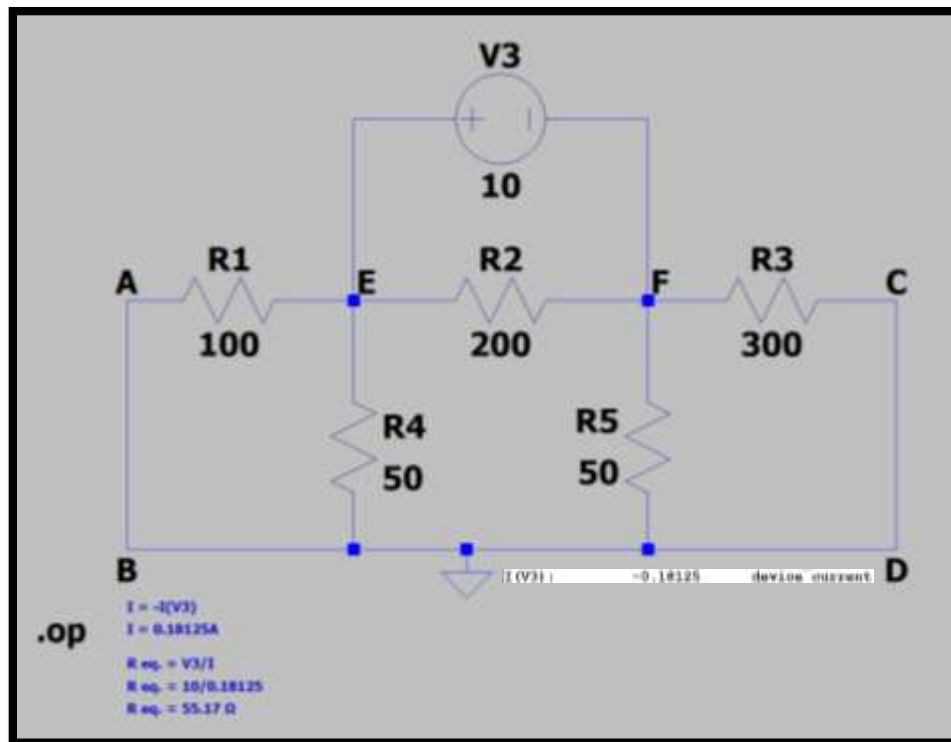 V3
10
A R1 E R2 F R3 C
100 200 300
R4 R5
50 50
B D
I(V3): -0.18125 device current
.op
I = -I(V3)
I = 0.18125A
R eq. = V3/I
R eq. = 10/0.18125
R eq. = 55.17 Ω